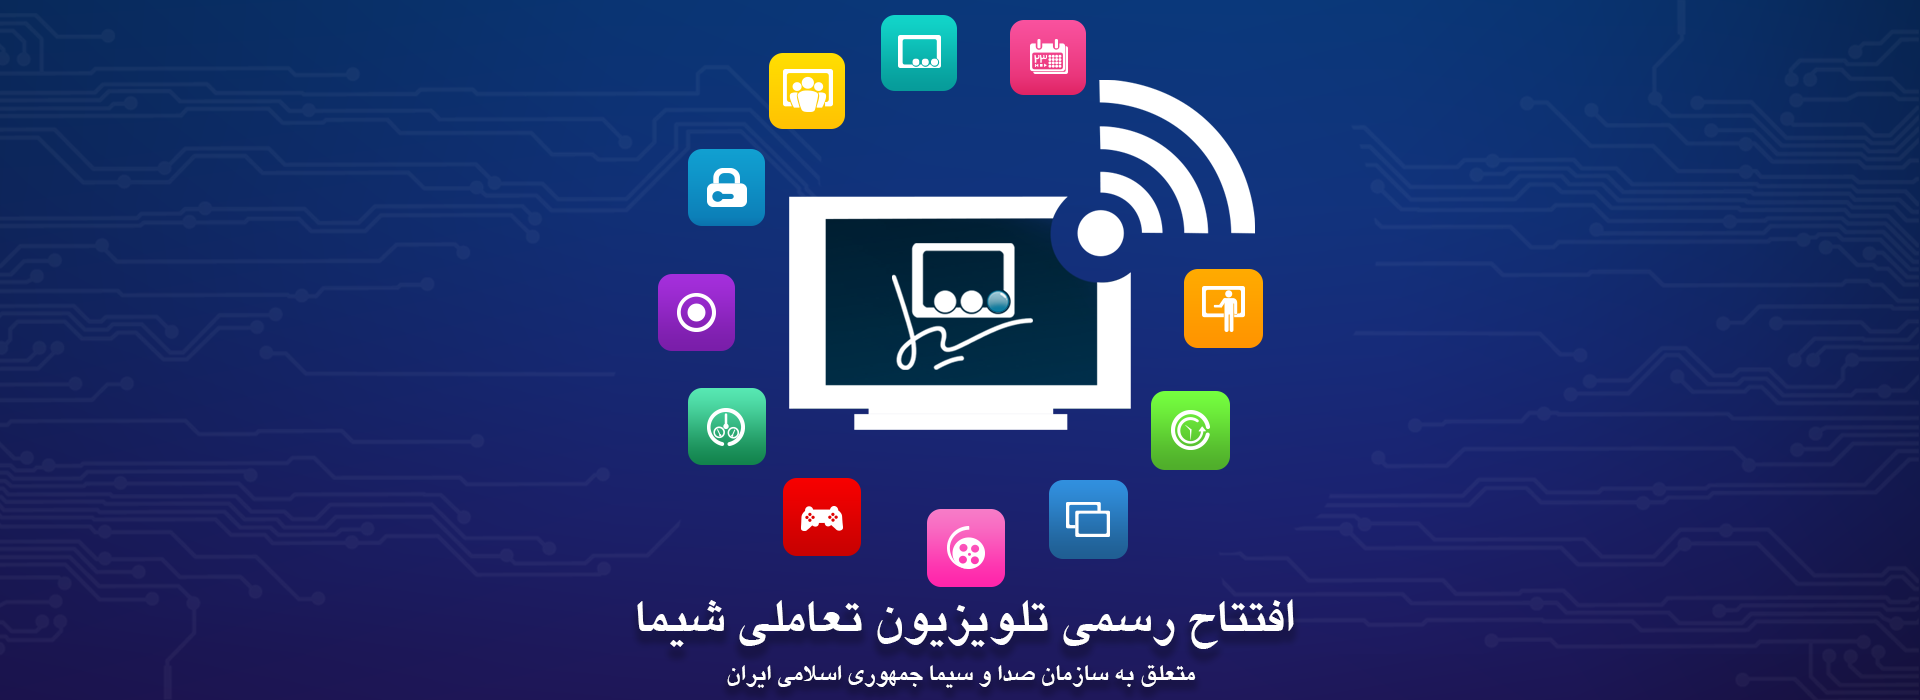 افتتاح رسمی تلویزیون تعاملی شیما
متعلق به سازمان صدا و سیما جمهوری اسلامی ایران